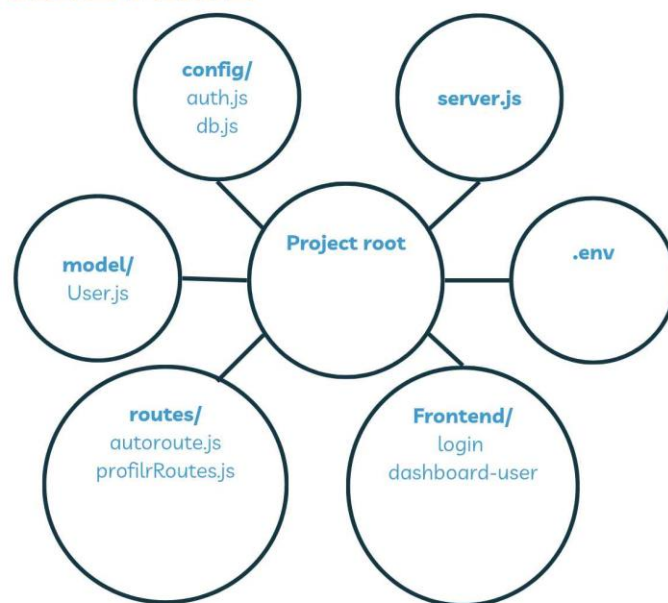 config/
auth.js
db.js
server.js
Project root
.env
model/
User.js
routes/
autoroute.js
profilrRoutes.js
Frontend/
login
dashboard-user